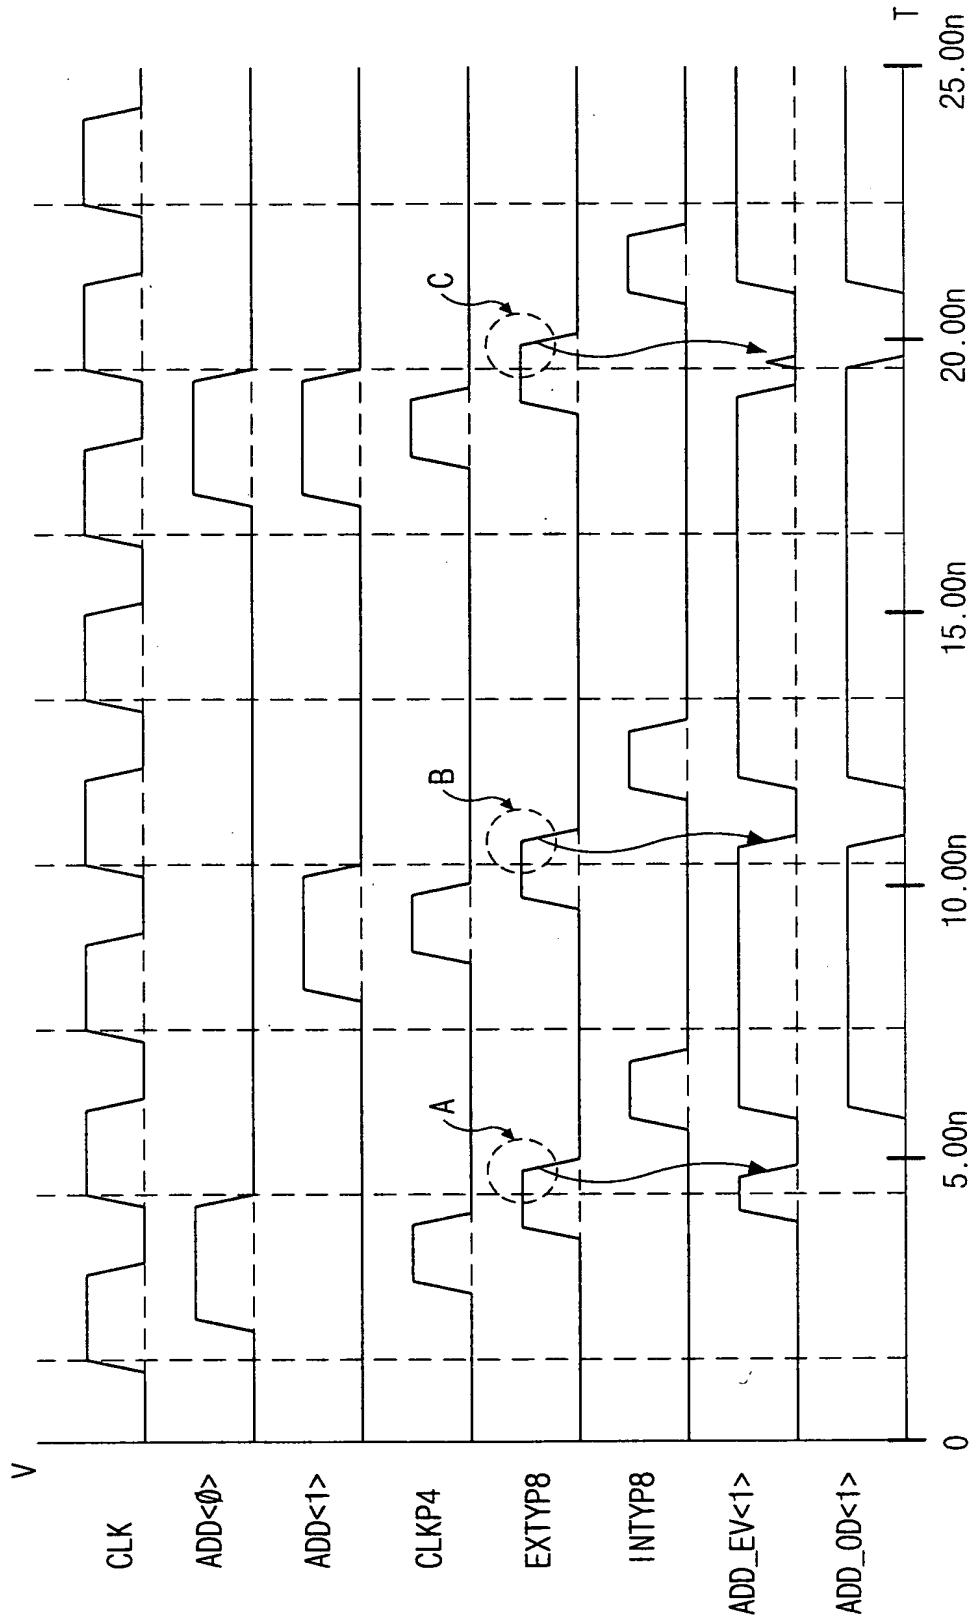 V
CLK
ADD<0>
ADD<1>
CLKP4
EXTYP8
INTYP8
ADD_EV<1>
ADD_OD<1>
A
B
C
0
5.00n
10.00n
15.00n
20.00n
25.00n
T